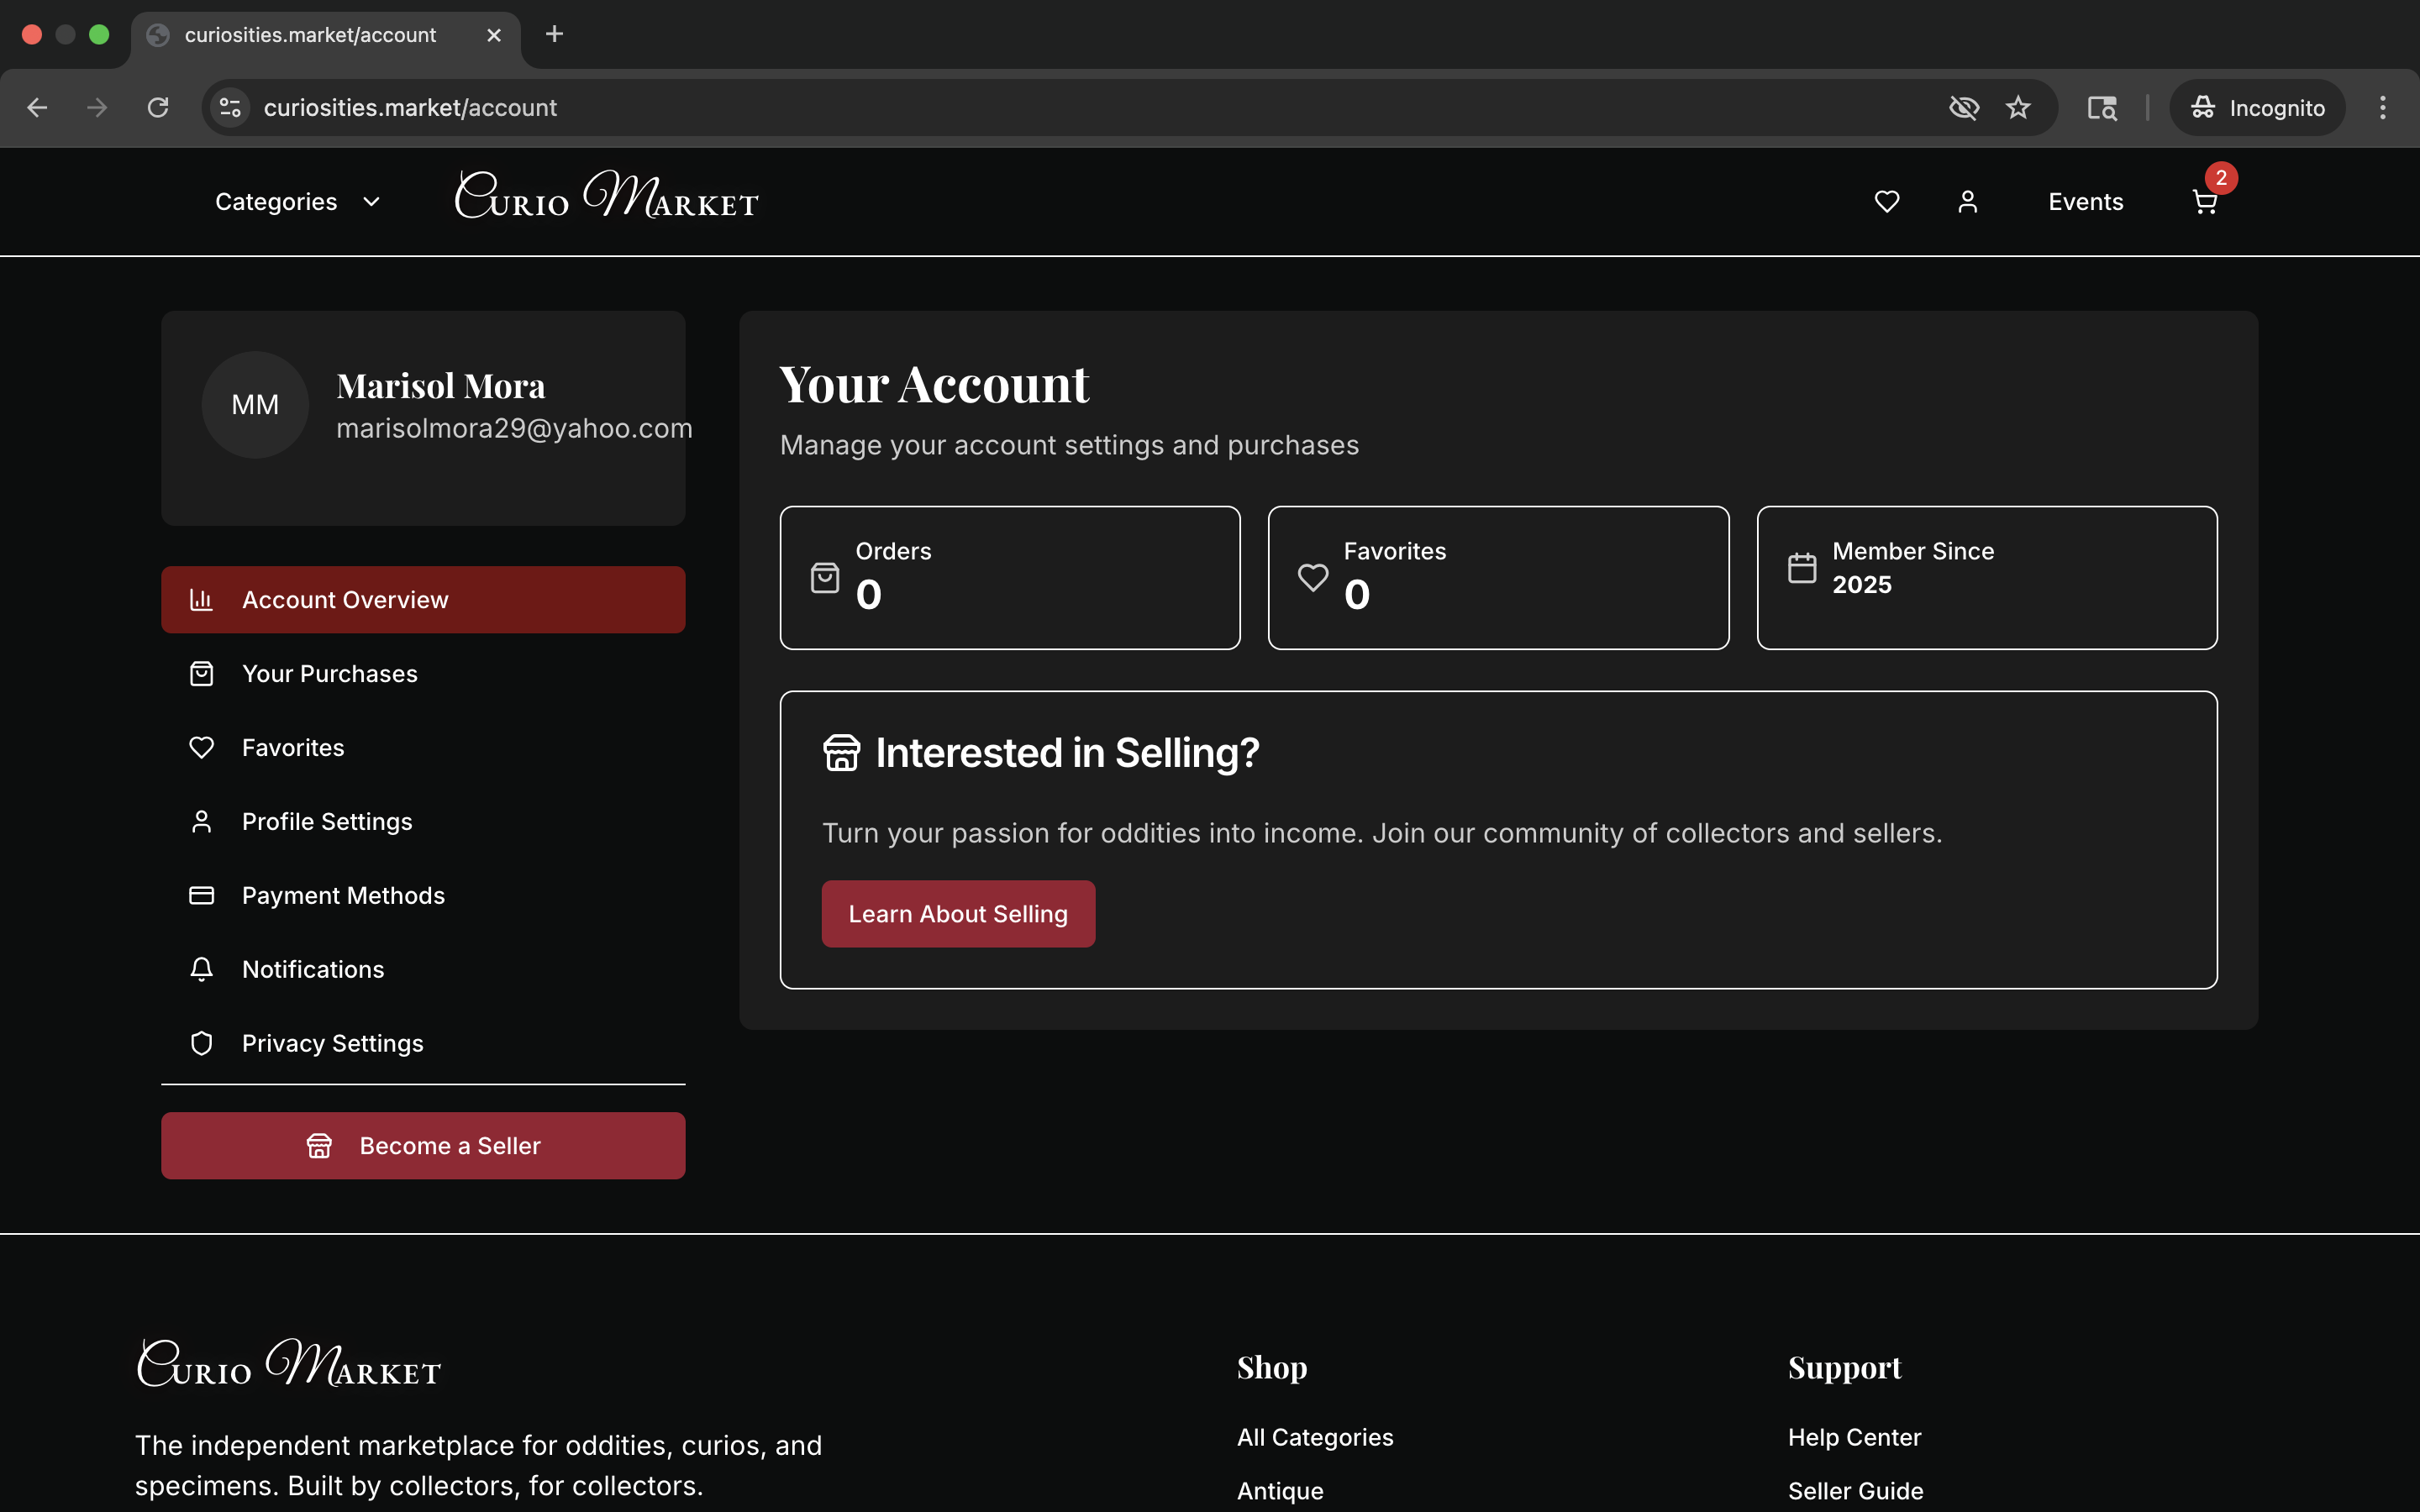 curiosities.market/account
curiosities.market/account
Incognito
Categories
Curio Market
Events
2
MM
Marisol Mora
marisolmora29@yahoo.com
Account Overview
Your Purchases
Favorites
Profile Settings
Payment Methods
Notifications
Privacy Settings
Become a Seller
Your Account
Manage your account settings and purchases
Orders
0
Favorites
0
Member Since
2025
Interested in Selling?
Turn your passion for oddities into income. Join our community of collectors and sellers.
Learn About Selling
Curio Market
The independent marketplace for oddities, curios, and
specimens. Built by collectors, for collectors.
Shop
All Categories
Antique
Support
Help Center
Seller Guide